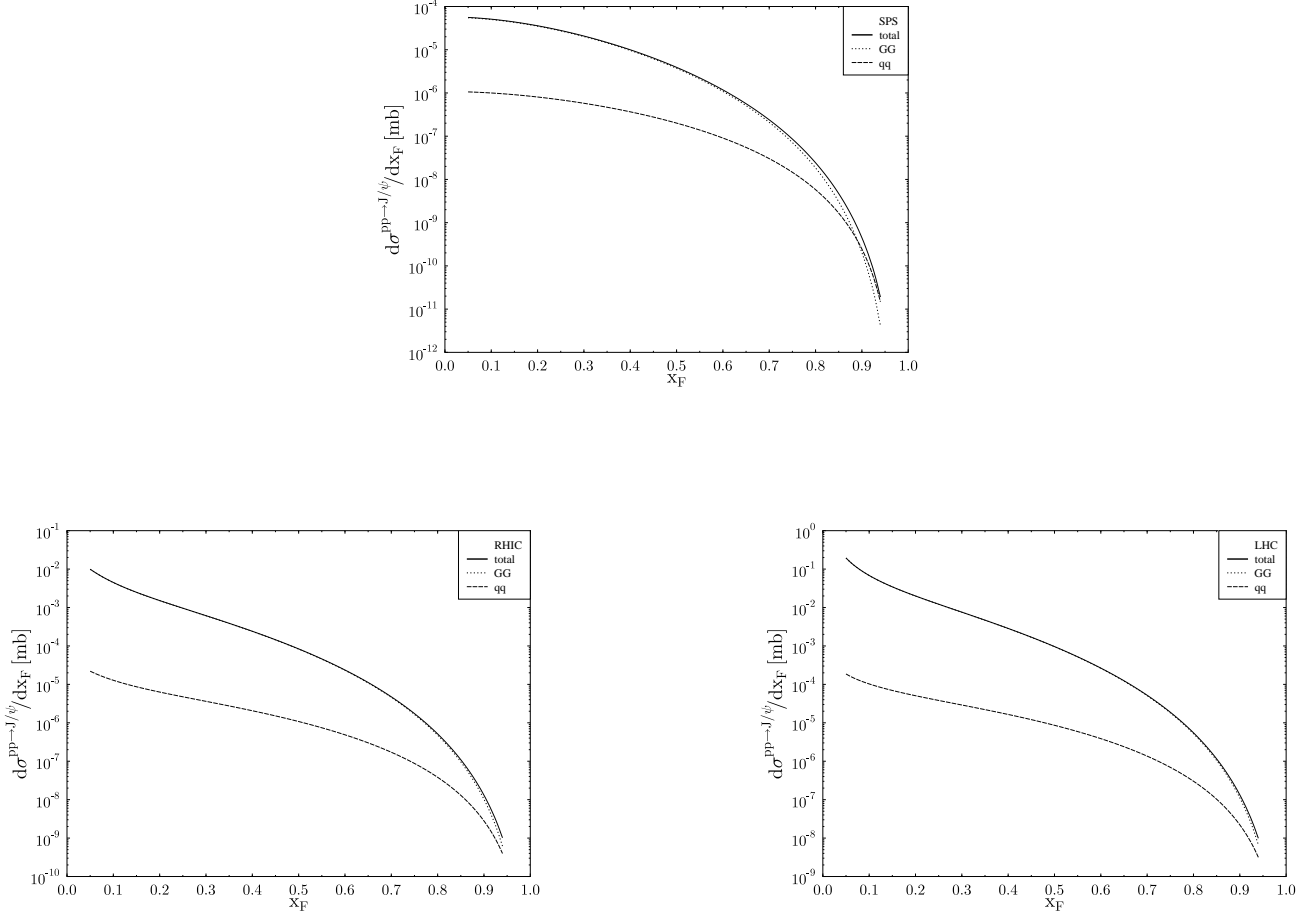 SPS
total
GG
qq
10^-4
10^-5
10^-6
10^-7
10^-8
10^-9
10^-10
10^-11
10^-12
dσ^pp→J/ψ/dx_F [mb]
0.0 0.1 0.2 0.3 0.4 0.5 0.6 0.7 0.8 0.9 1.0
x_F
RHIC
total
GG
qq
10^-1
10^-2
10^-3
10^-4
10^-5
10^-6
10^-7
10^-8
10^-9
10^-10
dσ^pp→J/ψ/dx_F [mb]
0.0 0.1 0.2 0.3 0.4 0.5 0.6 0.7 0.8 0.9 1.0
x_F
LHC
total
GG
qq
10^0
10^-1
10^-2
10^-3
10^-4
10^-5
10^-6
10^-7
10^-8
10^-9
dσ^pp→J/ψ/dx_F [mb]
0.0 0.1 0.2 0.3 0.4 0.5 0.6 0.7 0.8 0.9 1.0
x_F